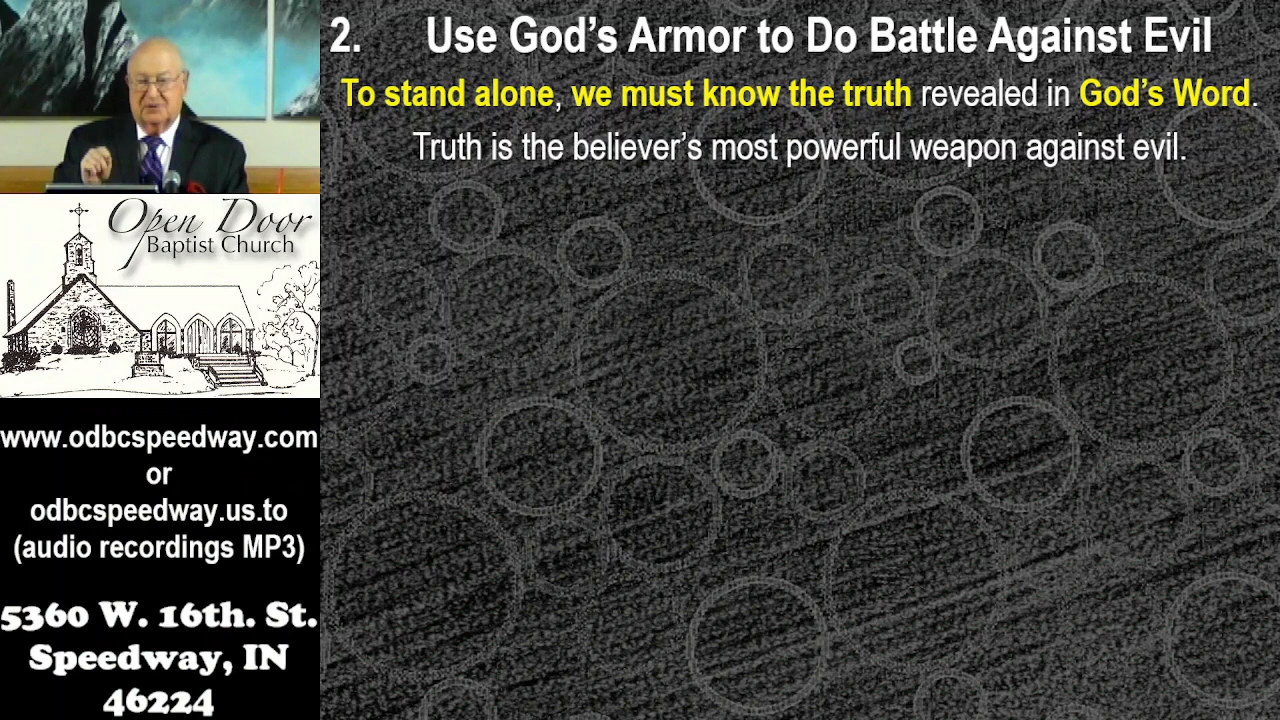 2. Use God’s Armor to Do Battle Against Evil
To stand alone, we must know the truth revealed in God’s Word.
Truth is the believer’s most powerful weapon against evil.
Open Door
Baptist Church
www.odbcspeedway.com
or
odbcspeedway.us.to
(audio recordings MP3)
5360 W. 16th. St.
Speedway, IN
46224